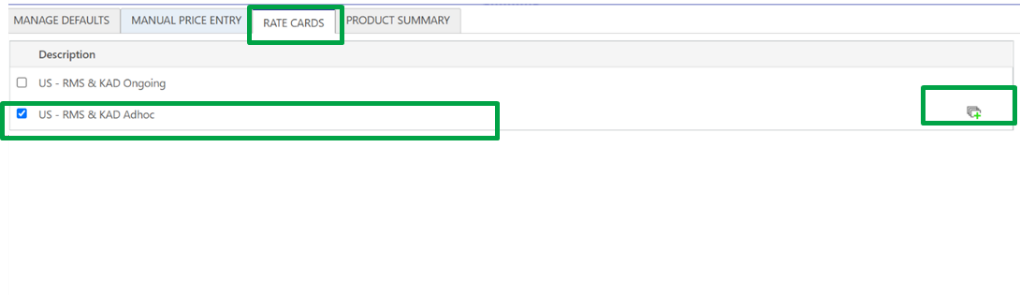 MANAGE DEFAULTS MANUAL PRICE ENTRY RATE CARDS PRODUCT SUMMARY
Description
US - RMS & KAD Ongoing
US - RMS & KAD Adhoc